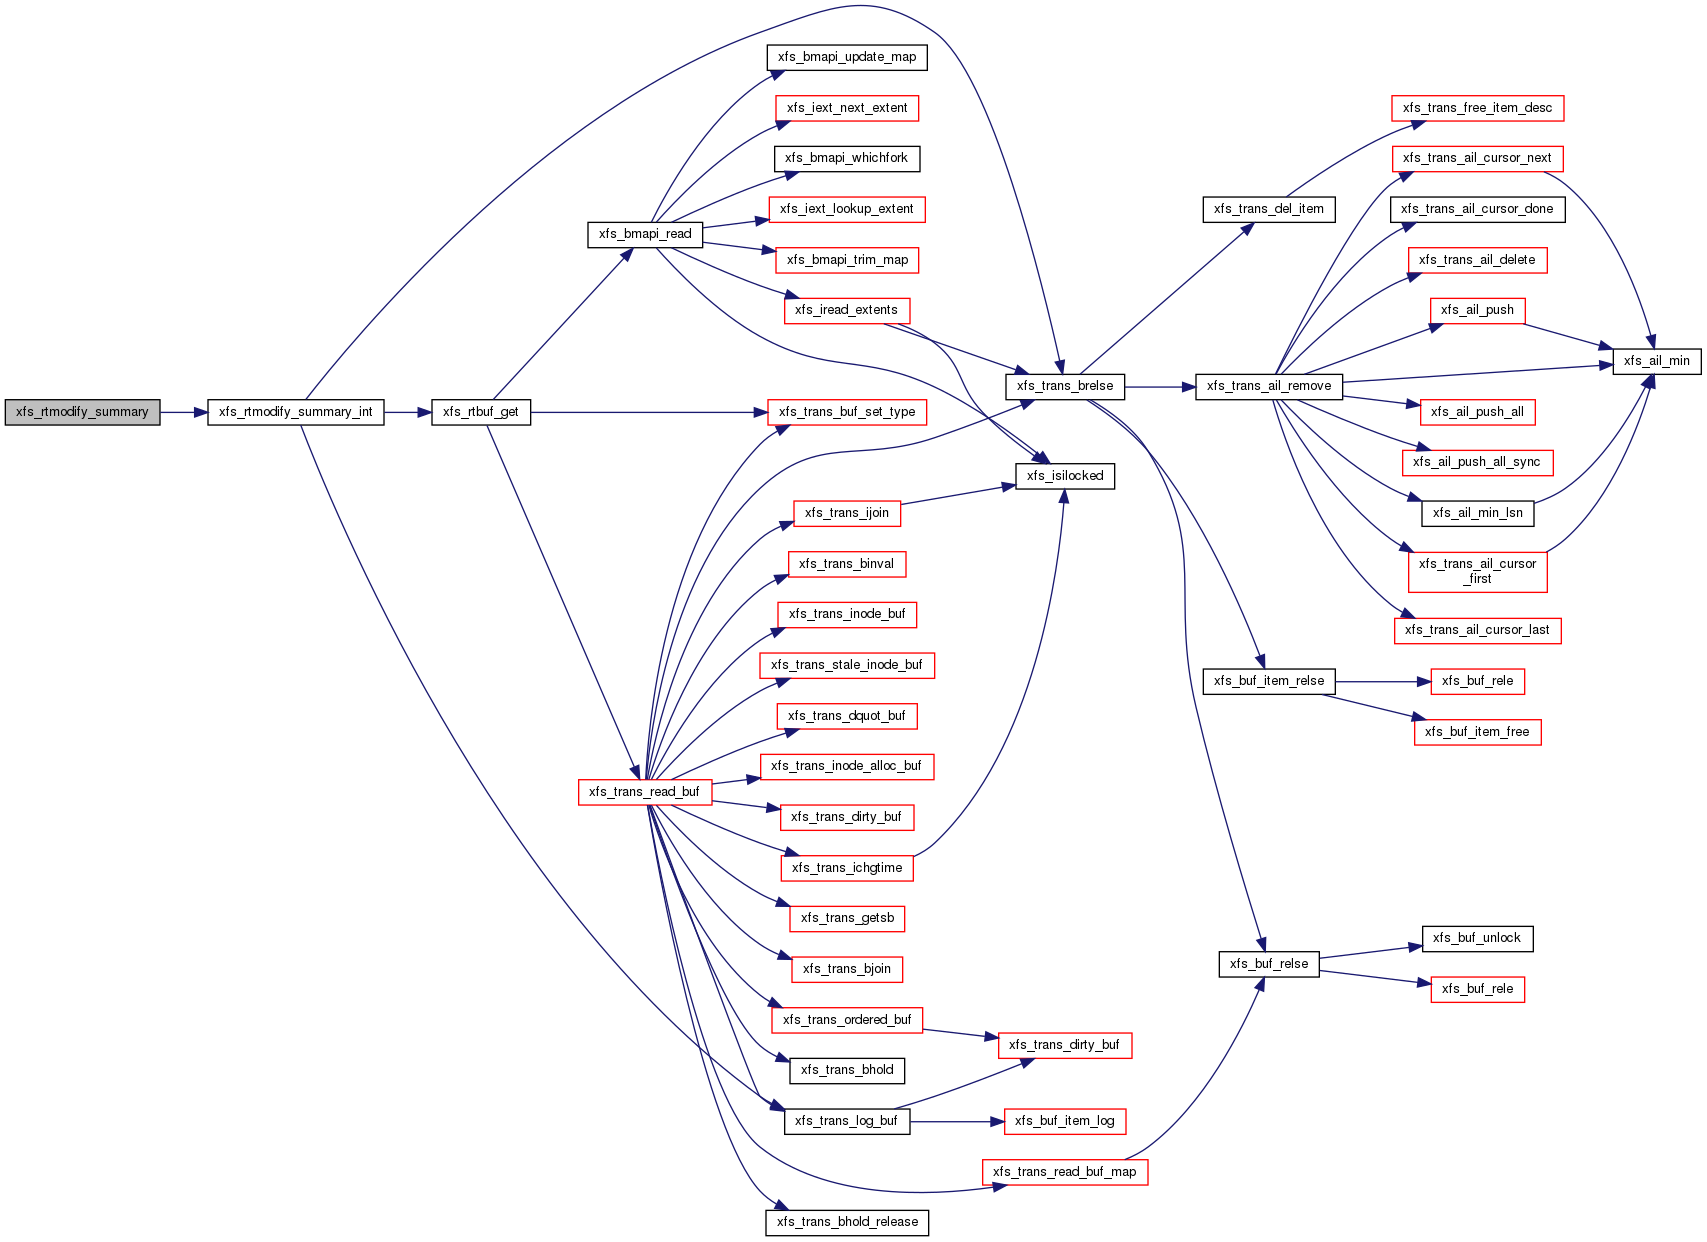 xfs_rtmodify_summary
xfs_rtmodify_summary_int
xfs_rtbuf_get
xfs_bmapi_read
xfs_trans_read_buf
xfs_bmapi_update_map
xfs_iext_next_extent
xfs_bmapi_whichfork
xfs_iext_lookup_extent
xfs_bmapi_trim_map
xfs_iread_extents
xfs_trans_buf_set_type
xfs_trans_ijoin
xfs_trans_binval
xfs_trans_inode_buf
xfs_trans_stale_inode_buf
xfs_trans_dquot_buf
xfs_trans_inode_alloc_buf
xfs_trans_dirty_buf
xfs_trans_ichgtime
xfs_trans_getsb
xfs_trans_bjoin
xfs_trans_ordered_buf
xfs_trans_bhold
xfs_trans_log_buf
xfs_trans_bhold_release
xfs_trans_brelse
xfs_isilocked
xfs_trans_dirty_buf
xfs_buf_item_log
xfs_trans_read_buf_map
xfs_trans_del_item
xfs_trans_ail_remove
xfs_buf_item_relse
xfs_buf_relse
xfs_trans_free_item_desc
xfs_trans_ail_cursor_next
xfs_trans_ail_cursor_done
xfs_trans_ail_delete
xfs_ail_push
xfs_ail_push_all
xfs_ail_push_all_sync
xfs_ail_min_lsn
xfs_trans_ail_cursor
_first
xfs_trans_ail_cursor_last
xfs_buf_rele
xfs_buf_item_free
xfs_buf_unlock
xfs_buf_rele
xfs_ail_min